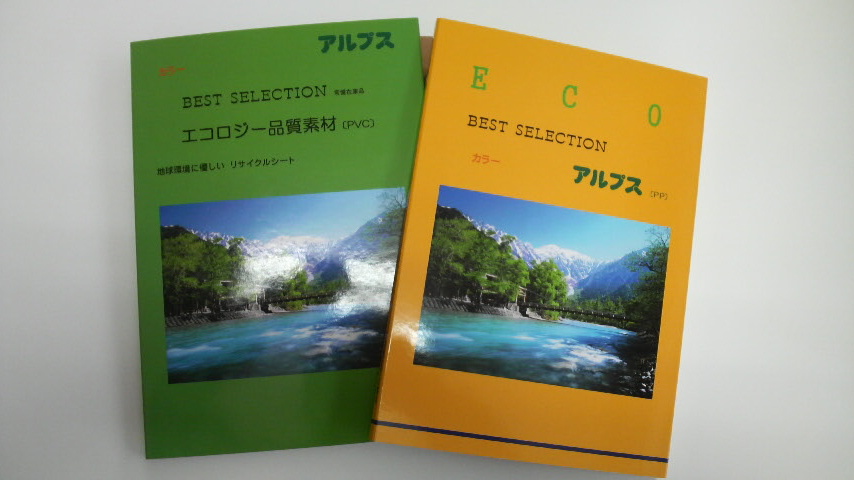 アルプス
カラー
BEST SELECTION
エコロジー品質素材〔PVC〕
地球環境に優しい リサイクルシート
E C O
BEST SELECTION
カラー
アルプス〔PP〕